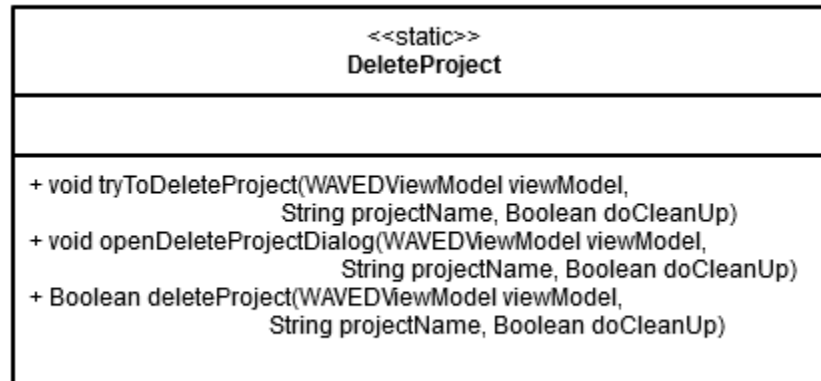 <<static>>
DeleteProject
+ void tryToDeleteProject(WAVEDViewModel viewModel,
String projectName, Boolean doCleanUp)
+ void openDeleteProjectDialog(WAVEDViewModel viewModel,
String projectName, Boolean doCleanUp)
+ Boolean deleteProject(WAVEDViewModel viewModel,
String projectName, Boolean doCleanUp)